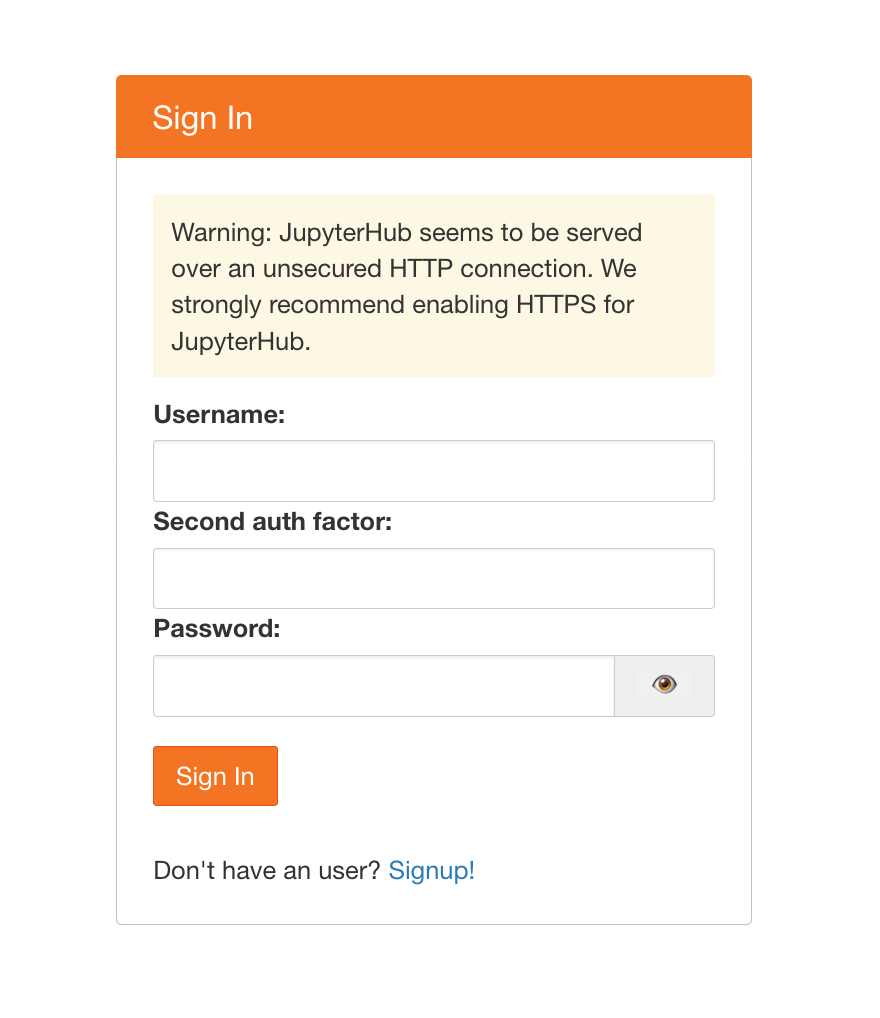 Sign In
Warning: JupyterHub seems to be served
over an unsecured HTTP connection. We
strongly recommend enabling HTTPS for
JupyterHub.
Username:
Second auth factor:
Password:
Sign In
Don't have an user? Signup!